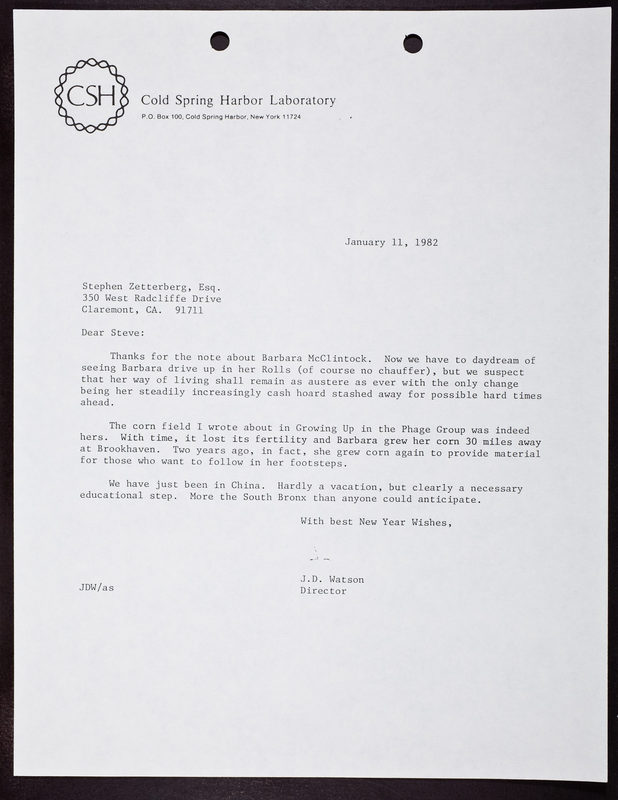 CSH
Cold Spring Harbor Laboratory
P.O. Box 100, Cold Spring Harbor, New York 11724
January 11, 1982
Stephen Zetterberg, Esq.
350 West Radcliffe Drive
Claremont, CA.  91711
Dear Steve:
Thanks for the note about Barbara McClintock.  Now we have to daydream of
seeing Barbara drive up in her Rolls (of course no chauffer), but we suspect
that her way of living shall remain as austere as ever with the only change
being her steadily increasingly cash hoard stashed away for possible hard times
ahead.
The corn field I wrote about in Growing Up in the Phage Group was indeed
hers.  With time, it lost its fertility and Barbara grew her corn 30 miles away
at Brookhaven.  Two years ago, in fact, she grew corn again to provide material
for those who want to follow in her footsteps.
We have just been in China.  Hardly a vacation, but clearly a necessary
educational step.  More the South Bronx than anyone could anticipate.
With best New Year Wishes,
J.D. Watson
JDW/as
Director